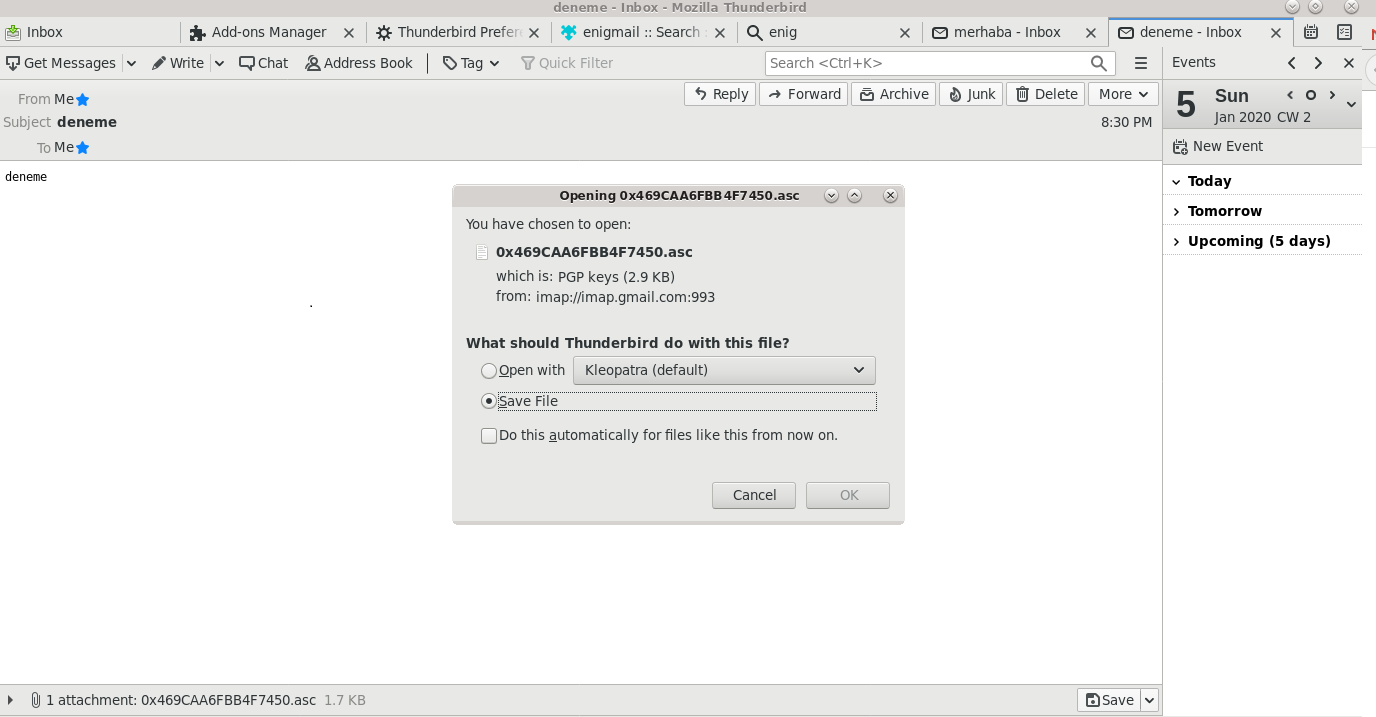 deneme - Inbox - Mozilla Thunderbird
Inbox
Add-ons Manager
Thunderbird Prefer
enigmail :: Search
enig
merhaba - Inbox
deneme - Inbox
Get Messages
Write
Chat
Address Book
Tag
Quick Filter
Search <Ctrl+K>
Events
From Me
Reply
Forward
Archive
Junk
Delete
More
Subject deneme
8:30 PM
To Me
5
Sun
Jan 2020 CW 2
New Event
Today
Tomorrow
Upcoming (5 days)
deneme
Opening 0x469CAA6FBB4F7450.asc
You have chosen to open:
0x469CAA6FBB4F7450.asc
which is: PGP keys (2.9 KB)
from: imap://imap.gmail.com:993
What should Thunderbird do with this file?
Open with Kleopatra (default)
Save File
Do this automatically for files like this from now on.
Cancel
OK
1 attachment: 0x469CAA6FBB4F7450.asc 1.7 KB
Save